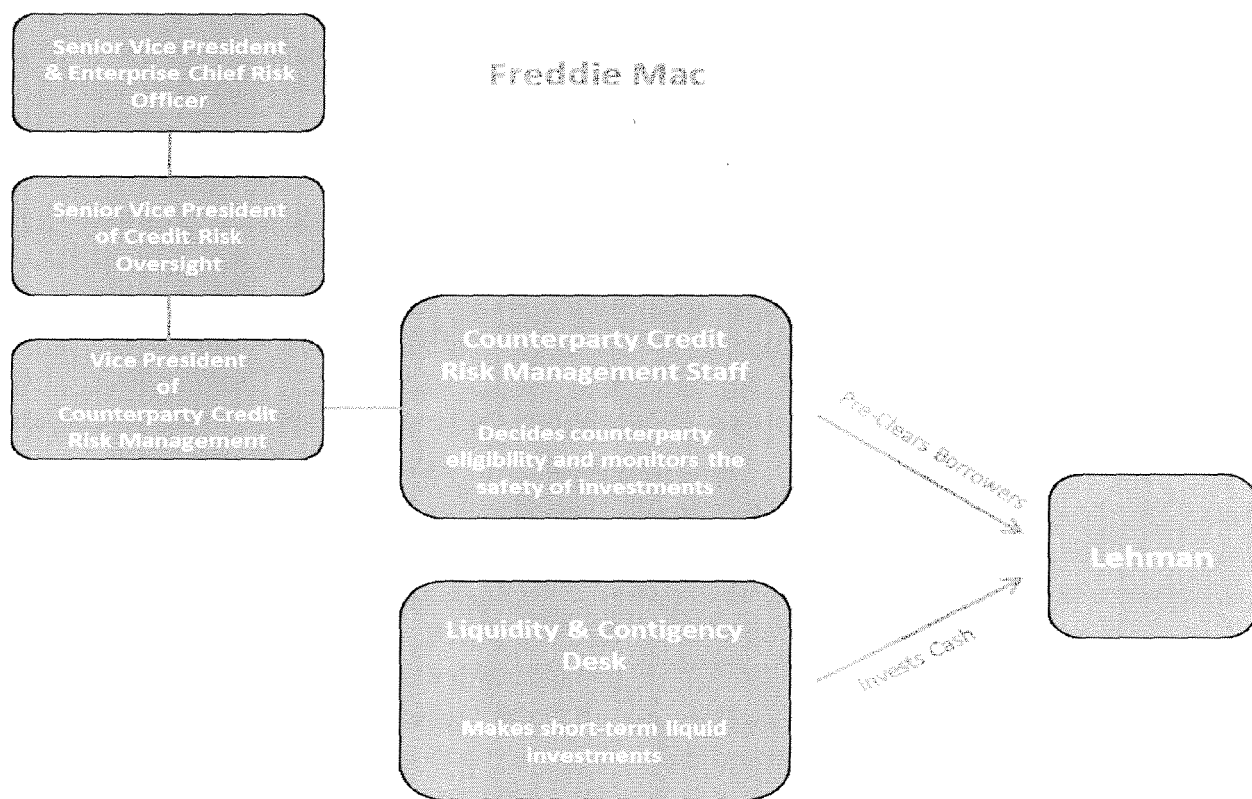 Freddie Mac
Senior Vice President
& Enterprise Chief Risk
Officer
Senior Vice President
of Credit Risk
Oversight
Vice President
of
Counterparty Credit
Risk Management
Counterparty Credit
Risk Management Staff
Decides counterparty
eligibility and monitors the
safety of investments
Pre-Clears Borrowers
Lehman
Liquidity & Contigency
Desk
Makes short-term liquid
investments
Invests Cash